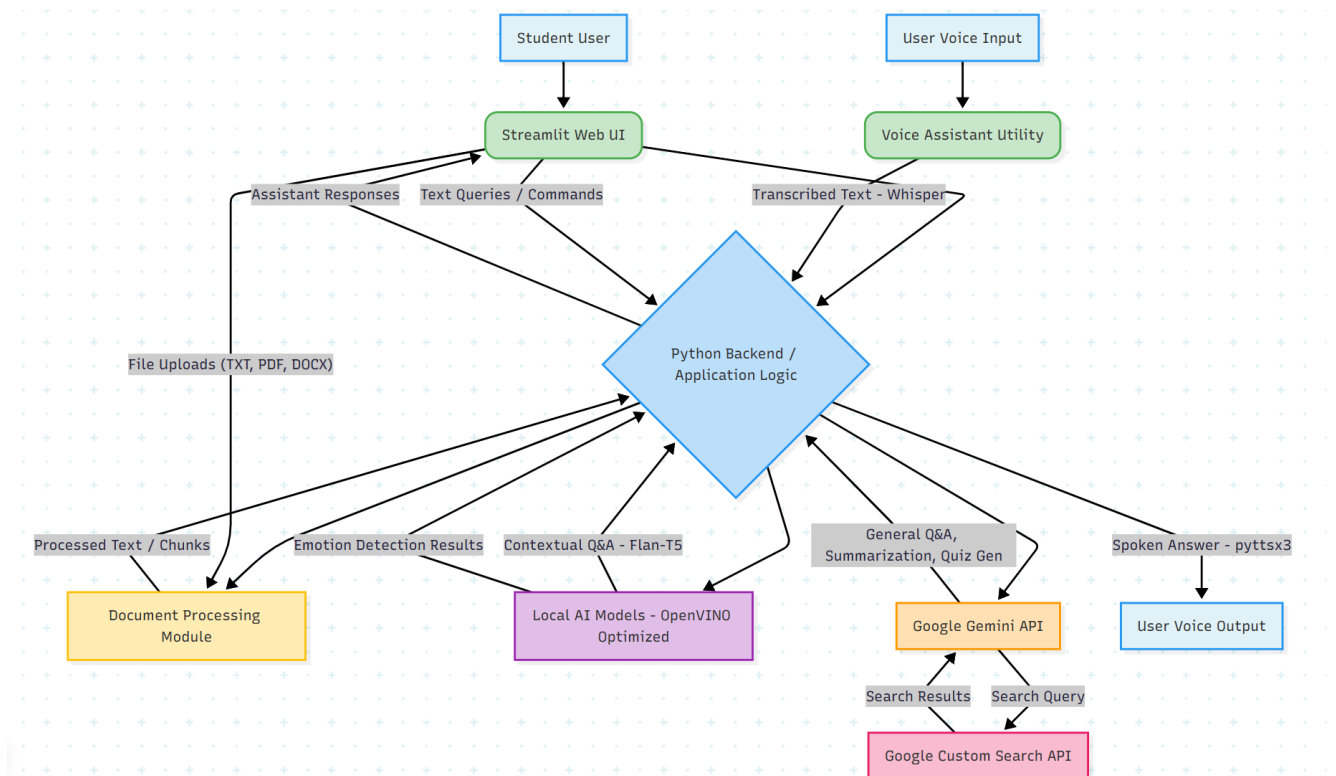 Student User
User Voice Input
Streamlit Web UI
Voice Assistant Utility
Assistant Responses
Text Queries / Commands
Transcribed Text - Whisper
Python Backend /
Application Logic
File Uploads (TXT, PDF, DOCX)
Processed Text / Chunks
Emotion Detection Results
Contextual Q&A - Flan-T5
General Q&A,
Summarization, Quiz Gen
Spoken Answer - pyttsx3
Document Processing
Module
Local AI Models - OpenVINO
Optimized
Google Gemini API
User Voice Output
Search Results
Search Query
Google Custom Search API